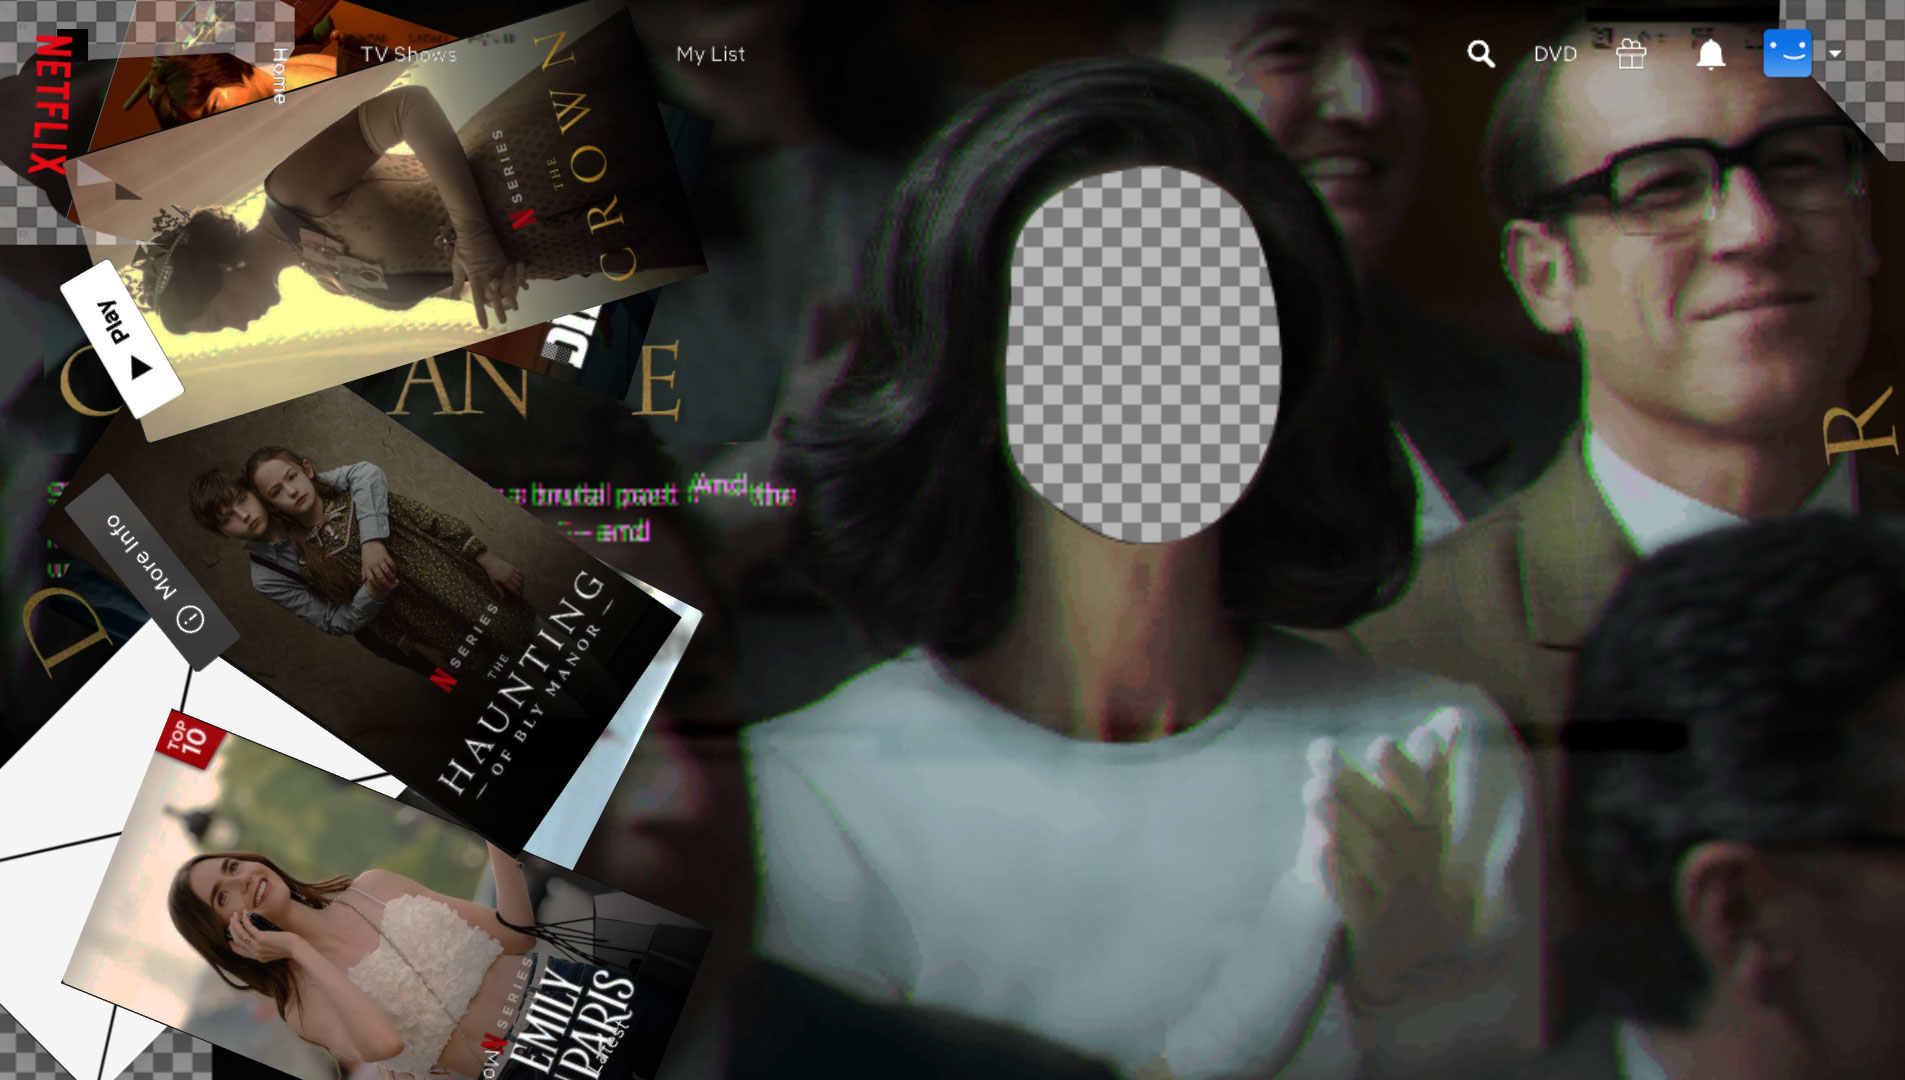 NETFLIX
Home
TV Shows
My List
DVD
THE
CROWN
N SERIES
Play
C
AN
E
R
a brutal past
And
the
— and
D
More Info
N SERIES
THE
HAUNTING
— OF BLY MANOR —
TOP
10
N SERIES
EMILY
PARIS
Latest